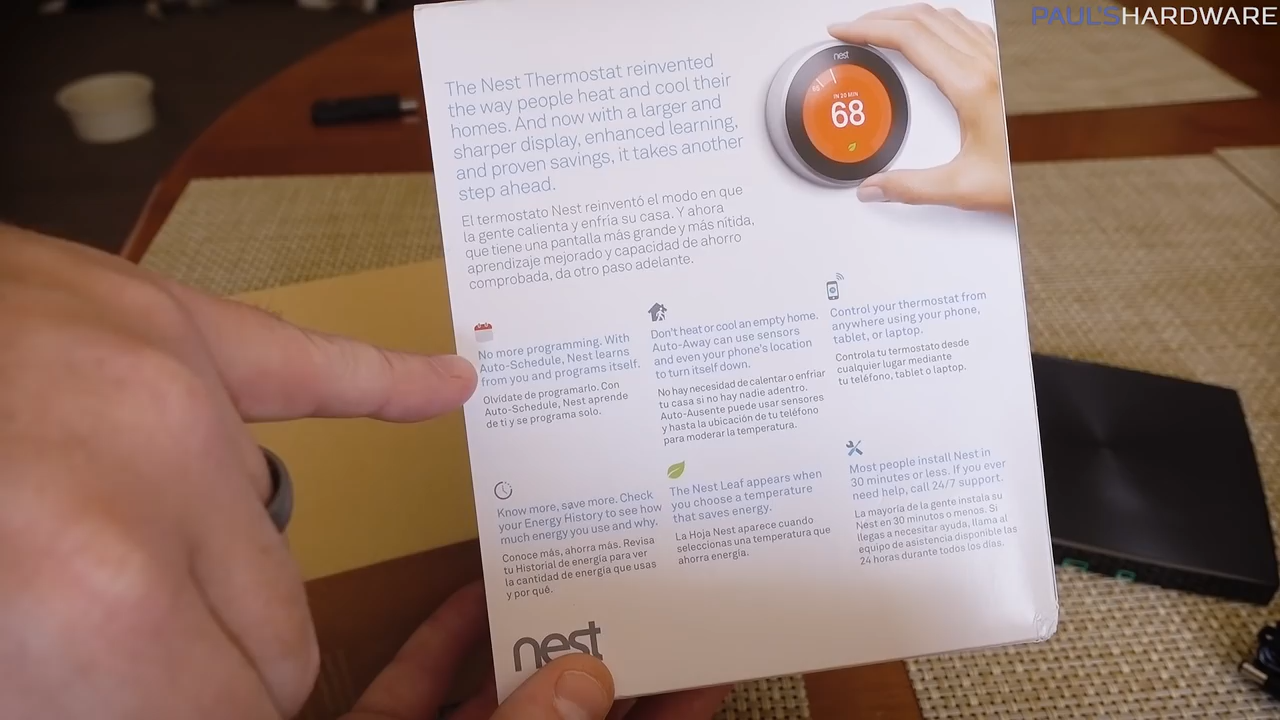 PAUL'SHARDWARE
The Nest Thermostat reinvented
the way people heat and cool their
homes. And now with a larger and
sharper display, enhanced learning,
and proven savings, it takes another
step ahead.
El termostato Nest reinventó el modo en que
la gente calienta y enfría su casa. Y ahora
que tiene una pantalla más grande y más nítida,
aprendizaje mejorado y capacidad de ahorro
comprobada, da otro paso adelante.
nest
IN 20 MIN
68
No more programming. With
Auto-Schedule, Nest learns
from you and programs itself.
Olvídate de programarlo. Con
Auto-Schedule, Nest aprende
de ti y se programa solo.
Don't heat or cool an empty home.
Auto-Away can use sensors
and even your phone's location
to turn itself down.
No hay necesidad de calentar o enfriar
tu casa si no hay nadie adentro.
Auto-Ausente puede usar sensores
y hasta la ubicación de tu teléfono
para moderar la temperatura.
Control your thermostat from
anywhere using your phone,
tablet, or laptop.
Controla tu termostato desde
cualquier lugar mediante
tu teléfono, tablet o laptop.
Know more, save more. Check
your Energy History to see how
much energy you use and why.
Conoce más, ahorra más. Revisa
tu Historial de energía para ver
la cantidad de energía que usas
y por qué.
The Nest Leaf appears when
you choose a temperature
that saves energy.
La Hoja Nest aparece cuando
seleccionas una temperatura que
ahorra energía.
Most people install Nest in
30 minutes or less. If you ever
need help, call 24/7 support.
La mayoría de la gente instala su
Nest en 30 minutos o menos. Si
llegas a necesitar ayuda, llama al
equipo de asistencia disponible las
24 horas durante todos los días.
nest